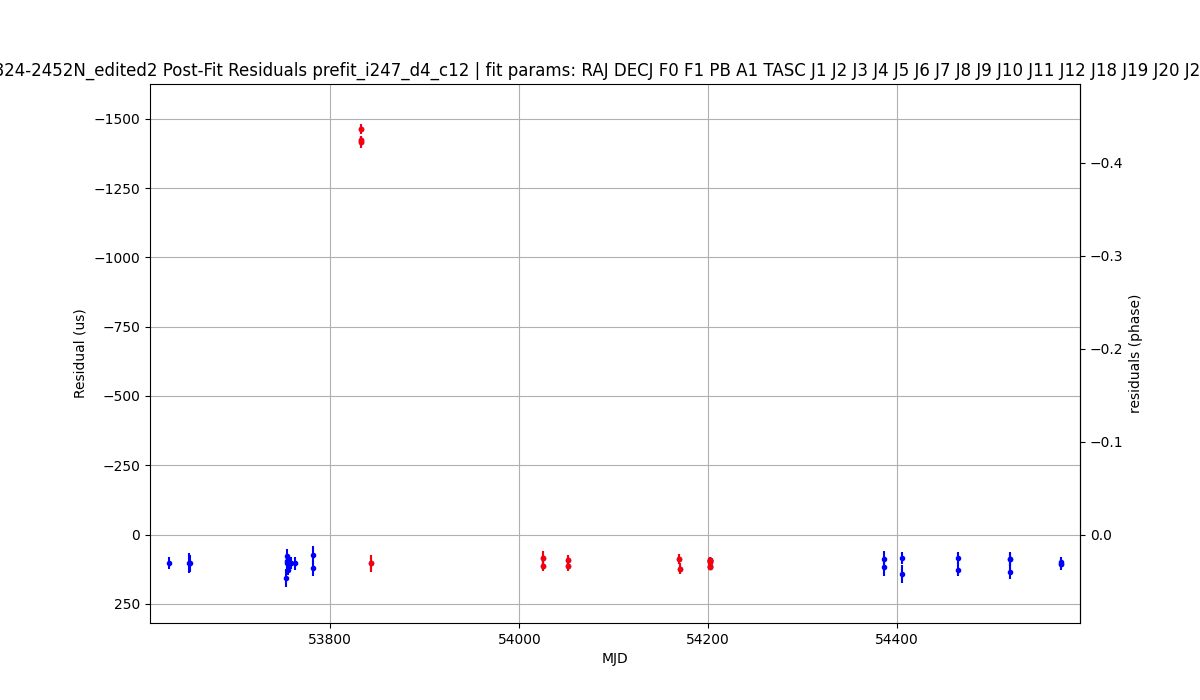 324-2452N_edited2 Post-Fit Residuals prefit_i247_d4_c12 | fit params: RAJ DECJ F0 F1 PB A1 TASC J1 J2 J3 J4 J5 J6 J7 J8 J9 J10 J11 J12 J18 J19 J20 J2
−1500
−1250
−1000
−750
−500
−250
0
250
Residual (us)
−0.4
−0.3
−0.2
−0.1
0.0
residuals (phase)
53800 54000 54200 54400
MJD